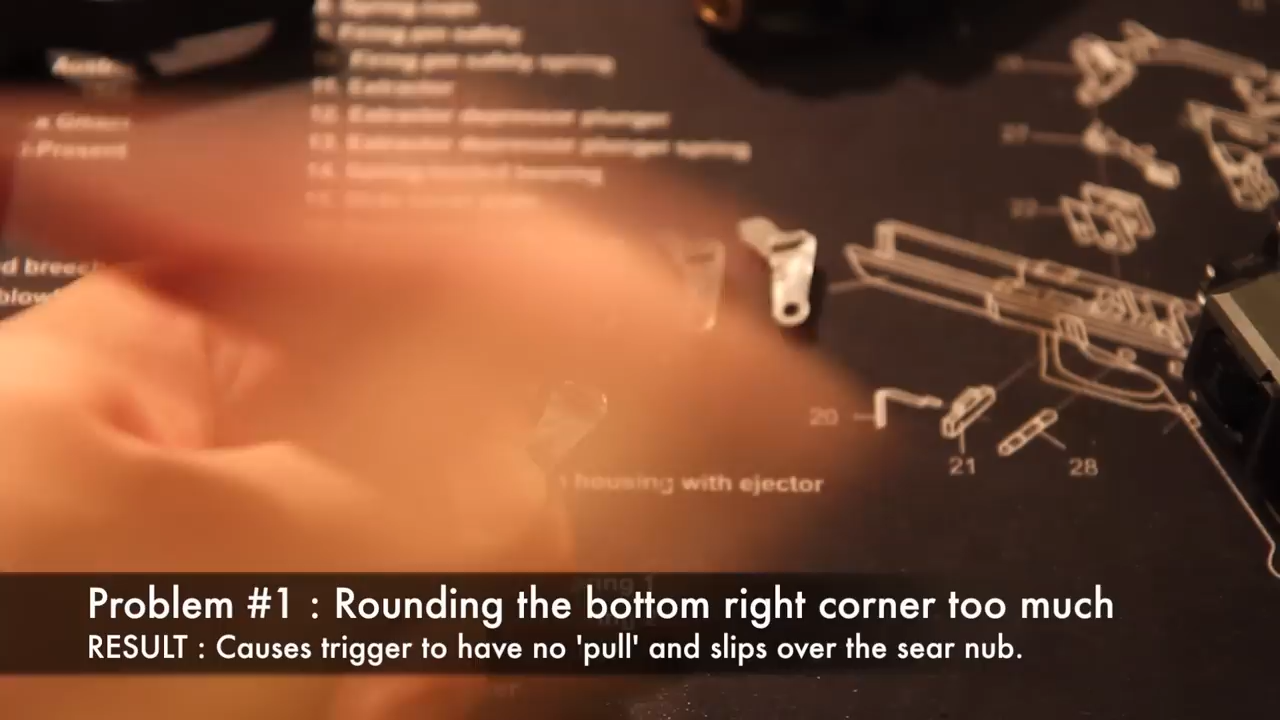 Spring cups
Firing pin safety
Firing pin safety spring
11. Extractor
12. Extractor depressor plunger
13. Extractor depressor plunger spring
14. Spring-loaded bearing
-Present
d breech
blow
20
21
28
housing with ejector
Problem #1 : Rounding the bottom right corner too much
RESULT : Causes trigger to have no 'pull' and slips over the sear nub.